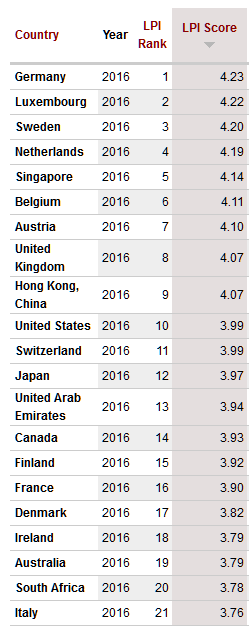 Country Year LPI Rank LPI Score
Germany 2016 1 4.23
Luxembourg 2016 2 4.22
Sweden 2016 3 4.20
Netherlands 2016 4 4.19
Singapore 2016 5 4.14
Belgium 2016 6 4.11
Austria 2016 7 4.10
United Kingdom 2016 8 4.07
Hong Kong, China 2016 9 4.07
United States 2016 10 3.99
Switzerland 2016 11 3.99
Japan 2016 12 3.97
United Arab Emirates 2016 13 3.94
Canada 2016 14 3.93
Finland 2016 15 3.92
France 2016 16 3.90
Denmark 2016 17 3.82
Ireland 2016 18 3.79
Australia 2016 19 3.79
South Africa 2016 20 3.78
Italy 2016 21 3.76